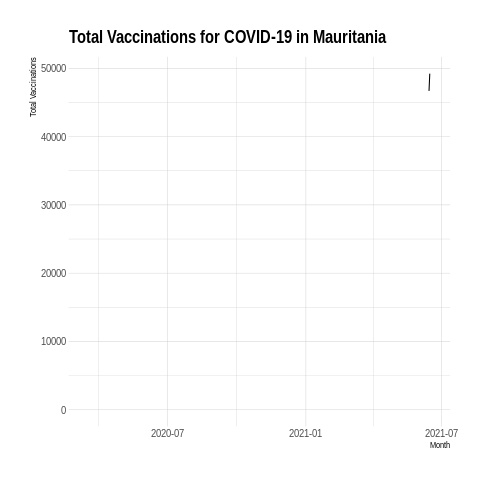 Total Vaccinations for COVID-19 in Mauritania
Total Vaccinations
50000
40000
30000
20000
10000
0
2020-07 2021-01 2021-07
Month